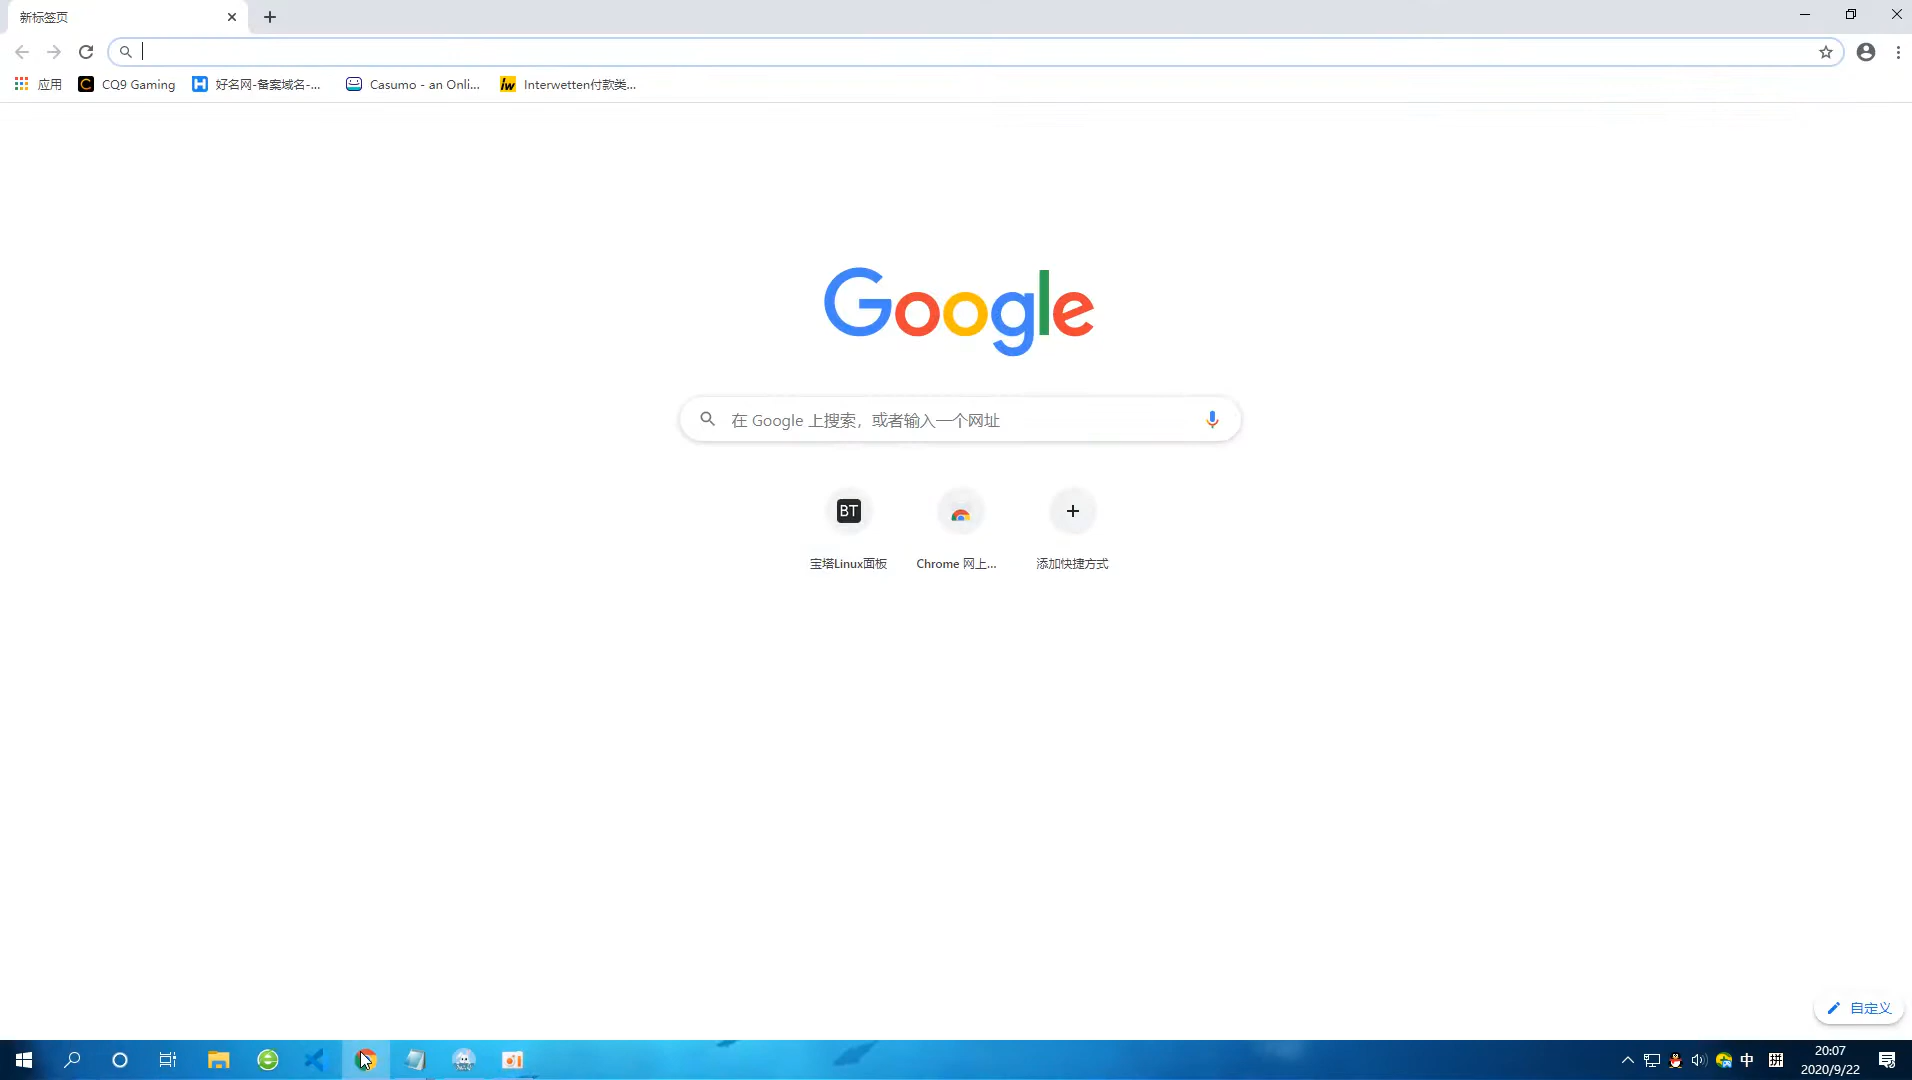 新标签页
应用
CQ9 Gaming
好名网-备案域名-...
Casumo - an Onli...
Iw
Interwetten付款类...
Google
在 Google 上搜索，或者输入一个网址
BT
宝塔Linux面板
Chrome 网上...
添加快捷方式
自定义
中
拼
20:07
2020/9/22